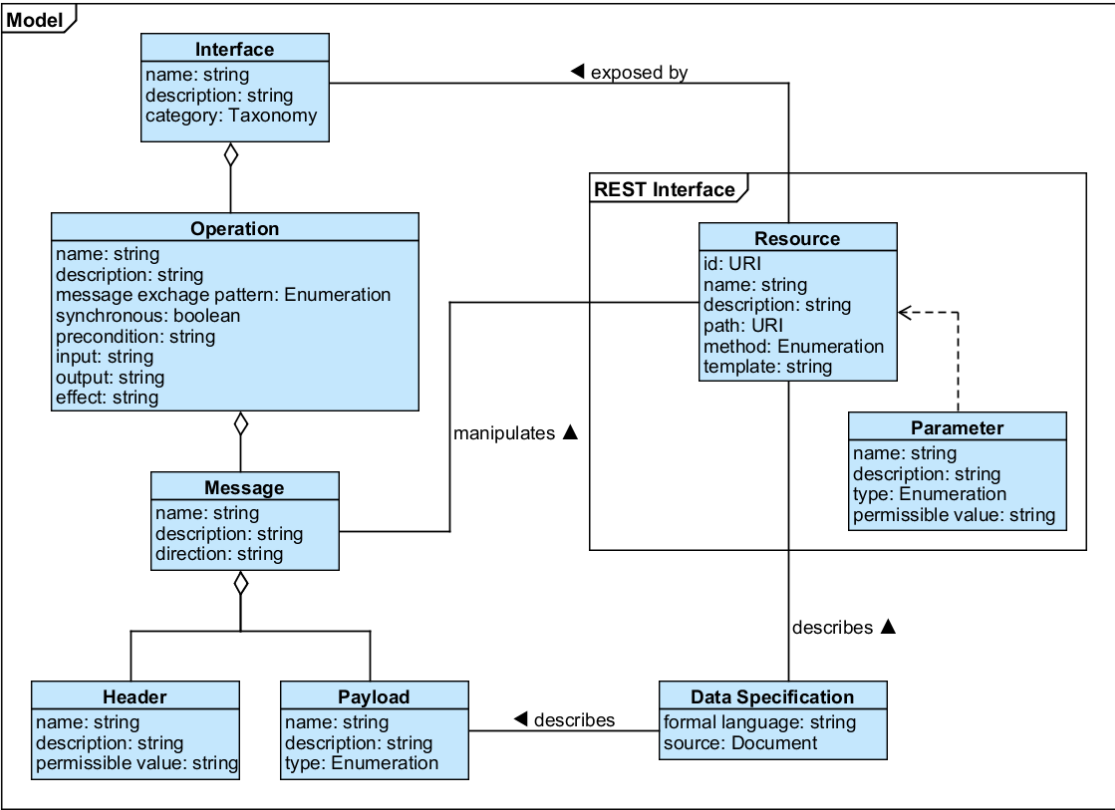 Model
Interface
name: string
description: string
category: Taxonomy
◀ exposed by
REST Interface
Operation
name: string
description: string
message exchage pattern: Enumeration
synchronous: boolean
precondition: string
input: string
output: string
effect: string
Resource
id: URI
name: string
description: string
path: URI
method: Enumeration
template: string
manipulates ▲
Parameter
name: string
description: string
type: Enumeration
permissible value: string
Message
name: string
description: string
direction: string
describes ▲
Header
name: string
description: string
permissible value: string
Payload
name: string
description: string
type: Enumeration
◀ describes
Data Specification
formal language: string
source: Document